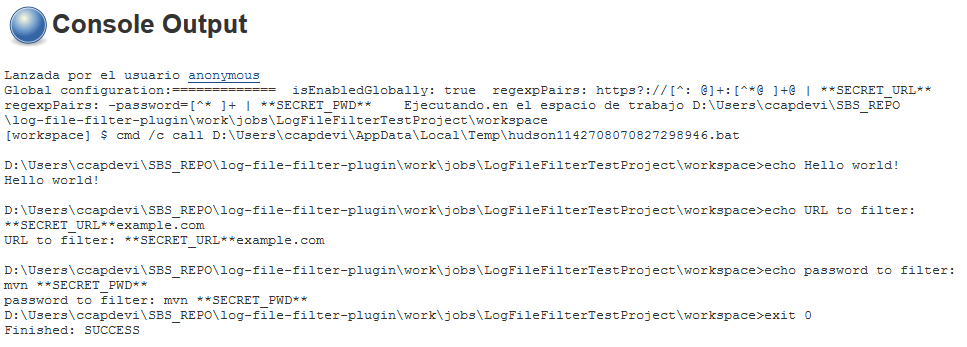 Console Output
Lanzada por el usuario anonymous
Global configuration:=============  isEnabledGlobally: true  regexpPairs: https?://[^: @]+:[^*@ ]+@ | **SECRET_URL**
regexpPairs: -password=[^* ]+ | **SECRET_PWD**    Ejecutando.en el espacio de trabajo D:\Users\ccapdevi\SBS_REPO
\log-file-filter-plugin\work\jobs\LogFileFilterTestProject\workspace
[workspace] $ cmd /c call D:\Users\ccapdevi\AppData\Local\Temp\hudson1142708070827298946.bat
D:\Users\ccapdevi\SBS_REPO\log-file-filter-plugin\work\jobs\LogFileFilterTestProject\workspace>echo Hello world!
Hello world!
D:\Users\ccapdevi\SBS_REPO\log-file-filter-plugin\work\jobs\LogFileFilterTestProject\workspace>echo URL to filter:
**SECRET_URL**example.com
URL to filter: **SECRET_URL**example.com
D:\Users\ccapdevi\SBS_REPO\log-file-filter-plugin\work\jobs\LogFileFilterTestProject\workspace>echo password to filter:
mvn **SECRET_PWD**
password to filter: mvn **SECRET_PWD**
D:\Users\ccapdevi\SBS_REPO\log-file-filter-plugin\work\jobs\LogFileFilterTestProject\workspace>exit 0
Finished: SUCCESS